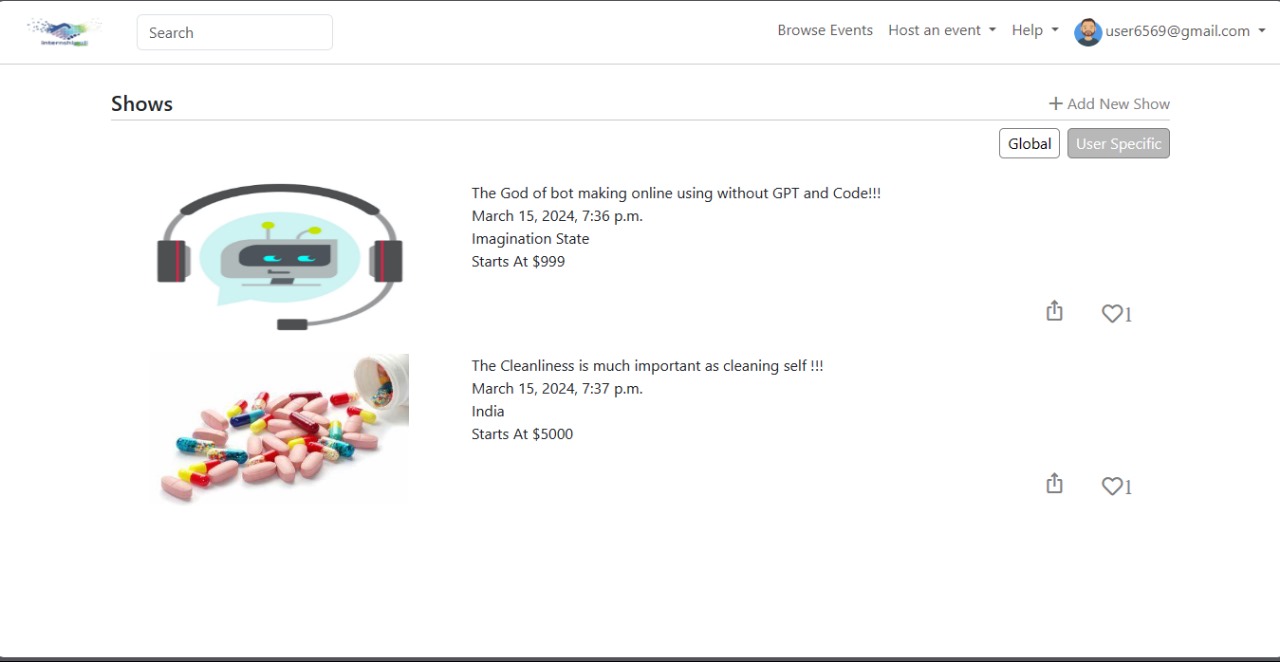 Search
Browse Events
Host an event
Help
user6569@gmail.com
Shows
+ Add New Show
Global
User Specific
The God of bot making online using without GPT and Code!!!
March 15, 2024, 7:36 p.m.
Imagination State
Starts At $999
1
The Cleanliness is much important as cleaning self !!!
March 15, 2024, 7:37 p.m.
India
Starts At $5000
1